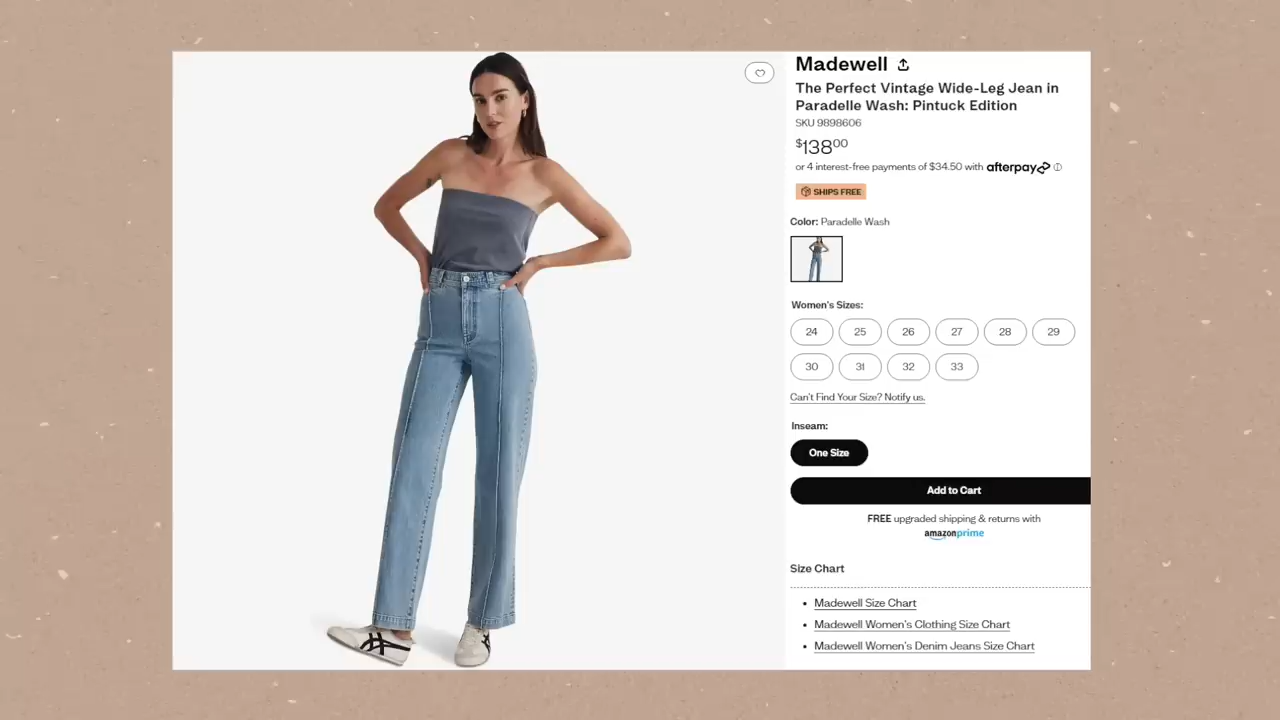 Madewell
The Perfect Vintage Wide-Leg Jean in
Paradelle Wash: Pintuck Edition
SKU 9898606
$138.00
or 4 interest-free payments of $34.50 with afterpay
SHIPS FREE
Color: Paradelle Wash
Women's Sizes:
24 25 26 27 28 29
30 31 32 33
Can't Find Your Size? Notify us.
Inseam:
One Size
Add to Cart
FREE upgraded shipping & returns with
amazonprime
Size Chart
• Madewell Size Chart
• Madewell Women's Clothing Size Chart
• Madewell Women's Denim Jeans Size Chart